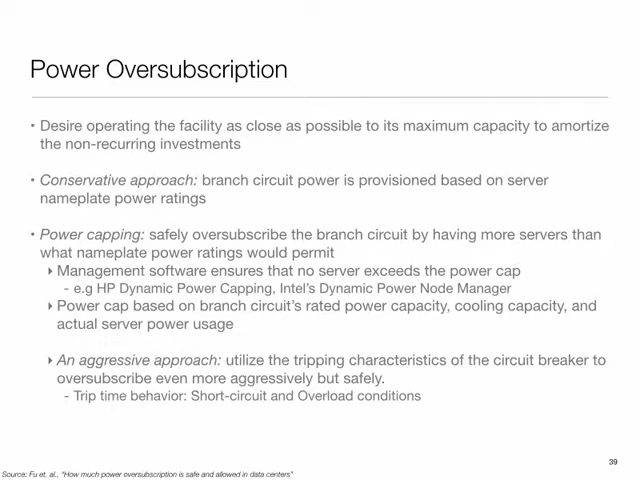 Power Oversubscription
• Desire operating the facility as close as possible to its maximum capacity to amortize
the non-recurring investments
• Conservative approach: branch circuit power is provisioned based on server
nameplate power ratings
• Power capping: safely oversubscribe the branch circuit by having more servers than
what nameplate power ratings would permit
‣ Management software ensures that no server exceeds the power cap
- e.g HP Dynamic Power Capping, Intel's Dynamic Power Node Manager
‣ Power cap based on branch circuit's rated power capacity, cooling capacity, and
actual server power usage
‣ An aggressive approach: utilize the tripping characteristics of the circuit breaker to
oversubscribe even more aggressively but safely.
- Trip time behavior: Short-circuit and Overload conditions
39
Source: Fu et. al., "How much power oversubscription is safe and allowed in data centers"